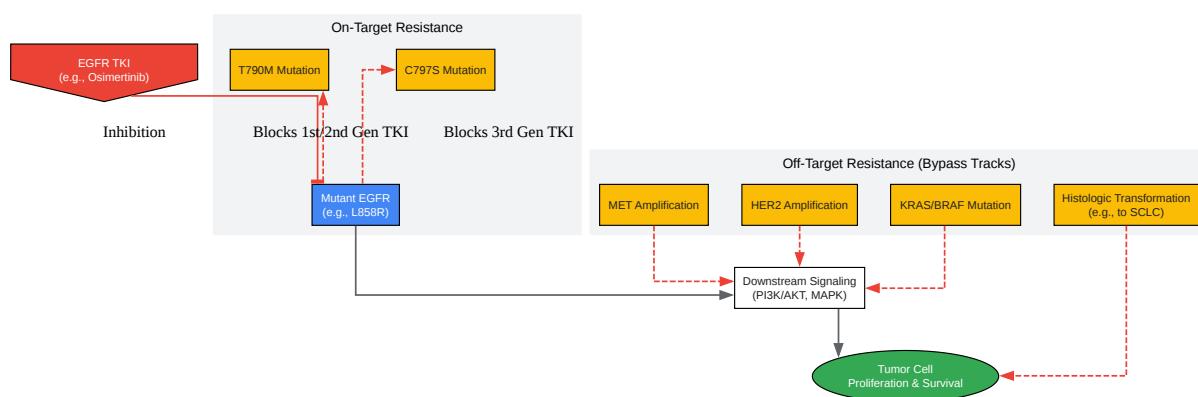 On-Target Resistance
EGFR TKI
(e.g., Osimertinib)
T790M Mutation
C797S Mutation
Inhibition
Blocks 1st/2nd Gen TKI
Blocks 3rd Gen TKI
Off-Target Resistance (Bypass Tracks)
Mutant EGFR
(e.g., L858R)
MET Amplification
HER2 Amplification
KRAS/BRAF Mutation
Histologic Transformation
(e.g., to SCLC)
Downstream Signaling
(PI3K/AKT, MAPK)
Tumor Cell
Proliferation & Survival